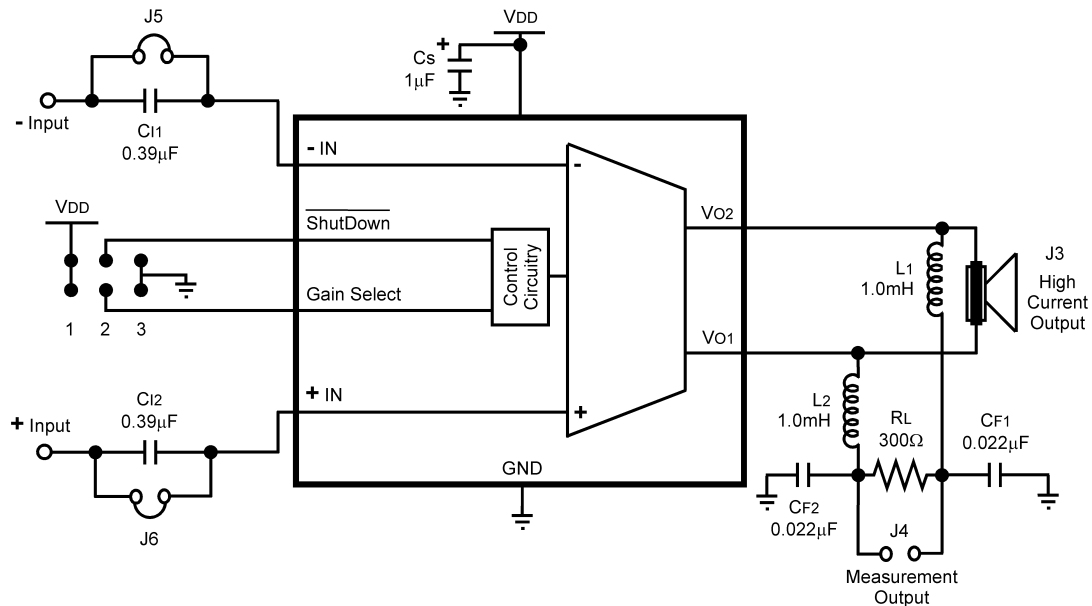 J5
- Input
CI1
0.39µF
VDD
+
CS
1µF
- IN
-
VDD
ShutDown
Gain Select
1 2 3
Control
Circuitry
VO2
VO1
L1
1.0mH
J3
High
Current
Output
+ Input
CI2
0.39µF
J6
+ IN
+
GND
L2
1.0mH
RL
300Ω
CF1
0.022µF
CF2
0.022µF
J4
Measurement
Output